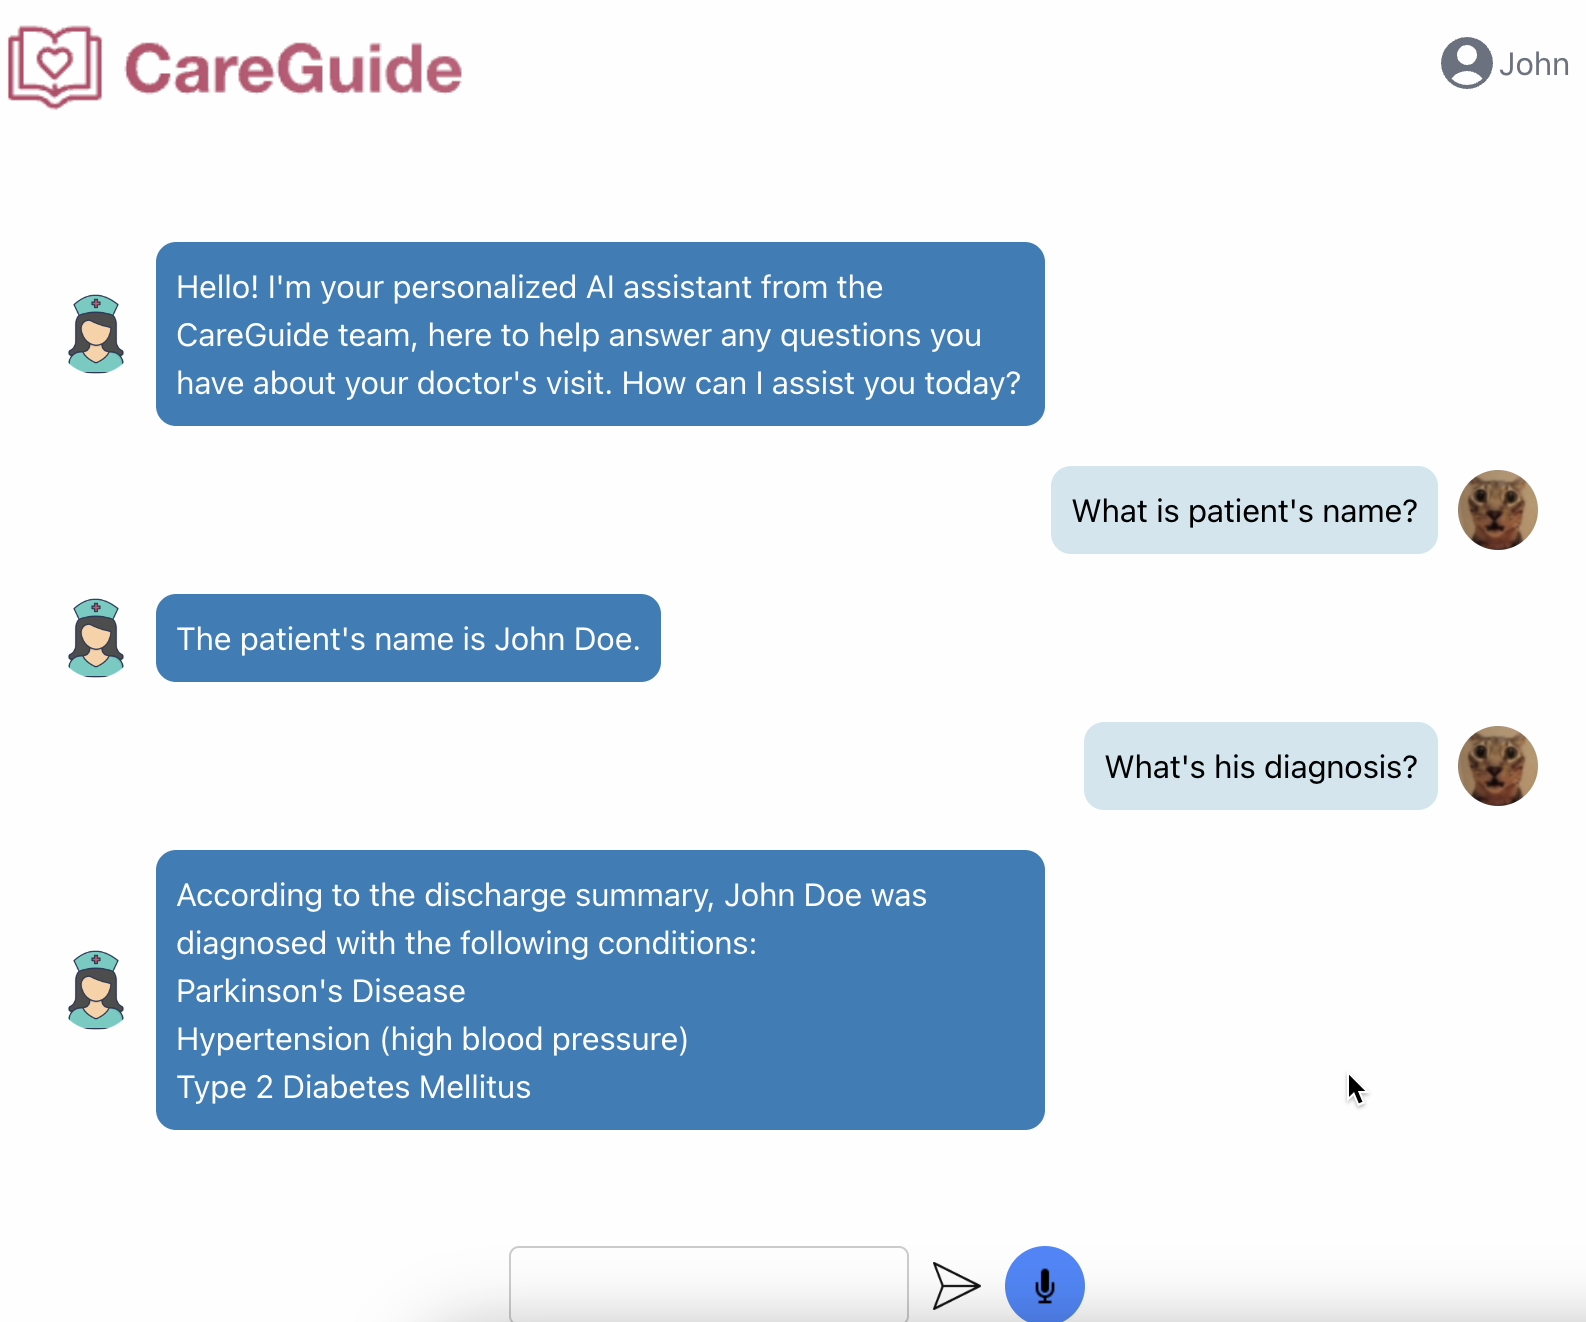 CareGuide
John
Hello! I'm your personalized AI assistant from the
CareGuide team, here to help answer any questions you
have about your doctor's visit. How can I assist you today?
What is patient's name?
The patient's name is John Doe.
What's his diagnosis?
According to the discharge summary, John Doe was
diagnosed with the following conditions:
Parkinson's Disease
Hypertension (high blood pressure)
Type 2 Diabetes Mellitus